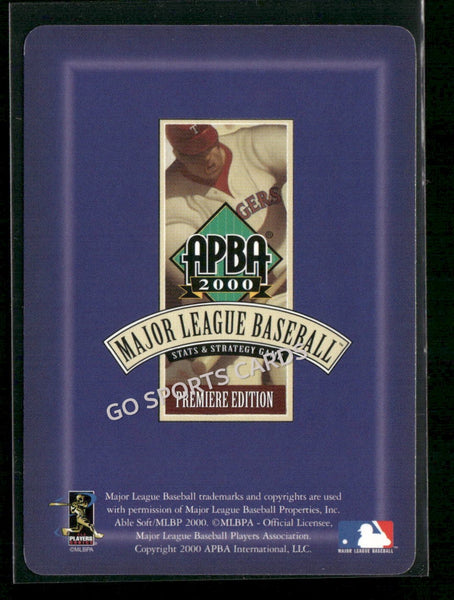 T
GERS
APBA®
2000
MAJOR LEAGUE BASEBALL™
STATS & STRATEGY GAME
GO SPORTS CARDS
PREMIERE EDITION
Major League Baseball trademarks and copyrights are used
with permission of Major League Baseball Properties, Inc.
Able Soft/MLBP 2000. ©MLBPA - Official Licensee,
Major League Baseball Players Association.
Copyright 2000 APBA International, LLC.
PLAYERS
CHOICE
©MLBPA
MAJOR LEAGUE BASEBALL